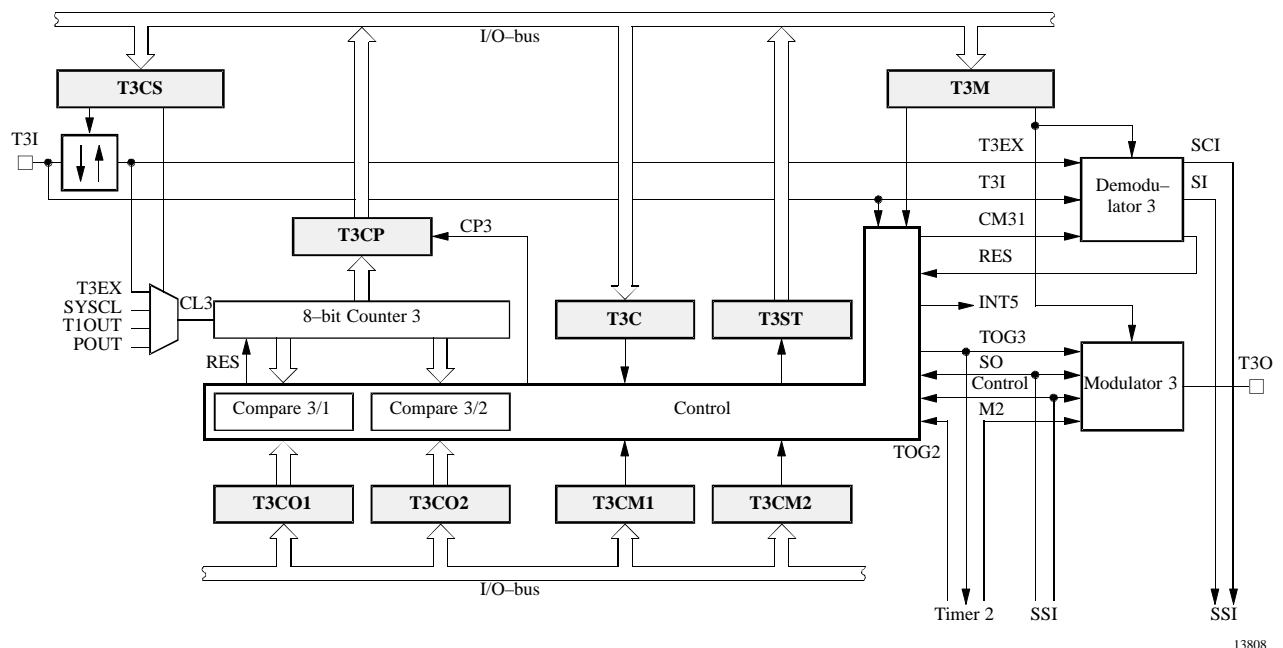 I/O–bus
T3CS
T3M
T3I
T3EX
SCI
T3I
SI
Demodu–
lator 3
CM31
RES
T3CP
CP3
T3EX
SYSCL
T1OUT
POUT
CL3
8–bit Counter 3
RES
T3C
T3ST
INT5
TOG3
SO
Control
M2
Modulator 3
T3O
Compare 3/1
Compare 3/2
Control
TOG2
T3CO1
T3CO2
T3CM1
T3CM2
I/O–bus
Timer 2
SSI
SSI
13808